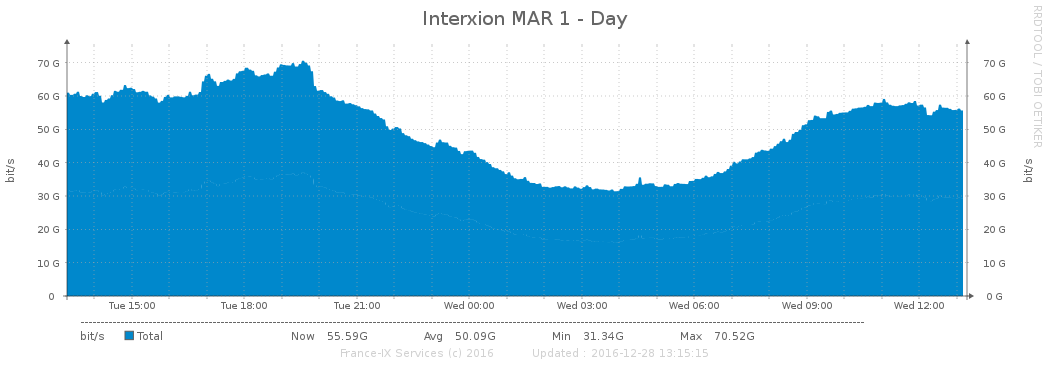 Interxion MAR 1 - Day
RRDTOOL / TOBI OETIKER
bit/s
bit/s
70 G 70 G
60 G 60 G
50 G 50 G
40 G 40 G
30 G 30 G
20 G 20 G
10 G 10 G
0 0 G
Tue 15:00 Tue 18:00 Tue 21:00 Wed 00:00 Wed 03:00 Wed 06:00 Wed 09:00 Wed 12:00
bit/s Total Now 55.59G Avg 50.09G Min 31.34G Max 70.52G
France-IX Services (c) 2016 Updated : 2016-12-28 13:15:15